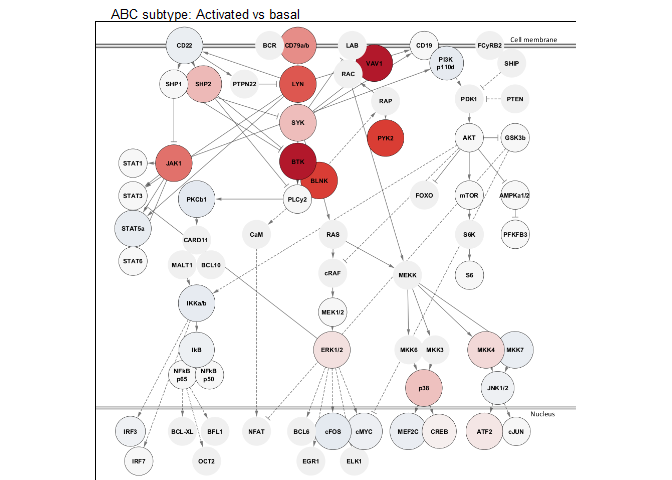 ABC subtype: Activated vs basal
Cell membrane
CD22
BCR
CD79a/b
LAB
VAV1
CD19
FCyRB2
PI3K
p110d
SHIP
RAC
SHP1
SHP2
PTPN22
LYN
RAP
PDK1
PTEN
SYK
PYK2
AKT
GSK3b
STAT1
JAK1
BTK
BLNK
STAT3
PKCb1
PLCy2
FOXO
mTOR
AMPKa1/2
STAT5a
CARD11
CaM
RAS
S6K
PFKFB3
STAT6
MALT1
BCL10
cRAF
MEKK
S6
IKKa/b
MEK1/2
IkB
ERK1/2
MKK6
MKK3
MKK4
MKK7
NFkB
p65
NFkB
p50
p38
JNK1/2
Nucleus
IRF3
BCL-XL
BFL1
NFAT
BCL6
cFOS
cMYC
MEF2C
CREB
ATF2
cJUN
IRF7
OCT2
EGR1
ELK1